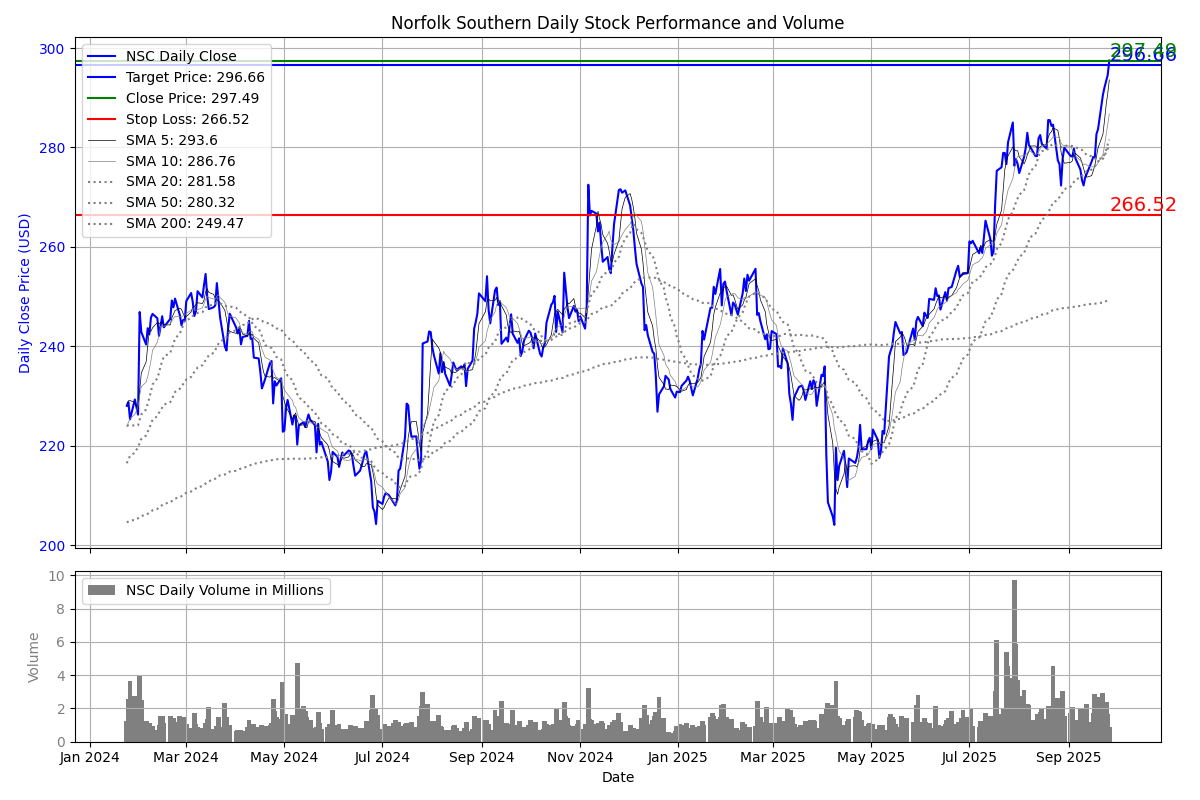 Norfolk Southern Daily Stock Performance and Volume
300
280
260
240
220
200
Daily Close Price (USD)
NSC Daily Close
Target Price: 296.66
Close Price: 297.49
Stop Loss: 266.52
SMA 5: 293.6
SMA 10: 286.76
SMA 20: 281.58
SMA 50: 280.32
SMA 200: 249.47
297.49
296.66
266.52
10
8
6
4
2
0
Volume
NSC Daily Volume in Millions
Jan 2024 Mar 2024 May 2024 Jul 2024 Sep 2024 Nov 2024 Jan 2025 Mar 2025 May 2025 Jul 2025 Sep 2025
Date